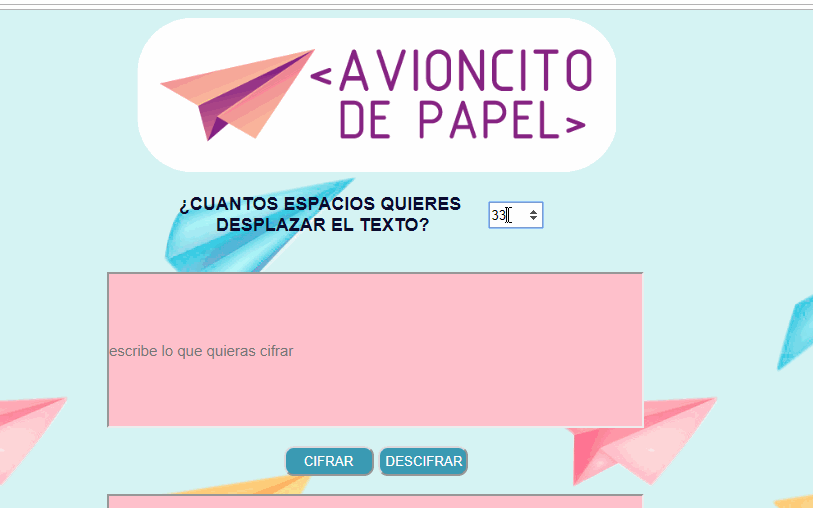 <AVIONCITO
DE PAPEL>
¿CUANTOS ESPACIOS QUIERES
DESPLAZAR EL TEXTO?
33
escribe lo que quieras cifrar
CIFRAR
DESCIFRAR